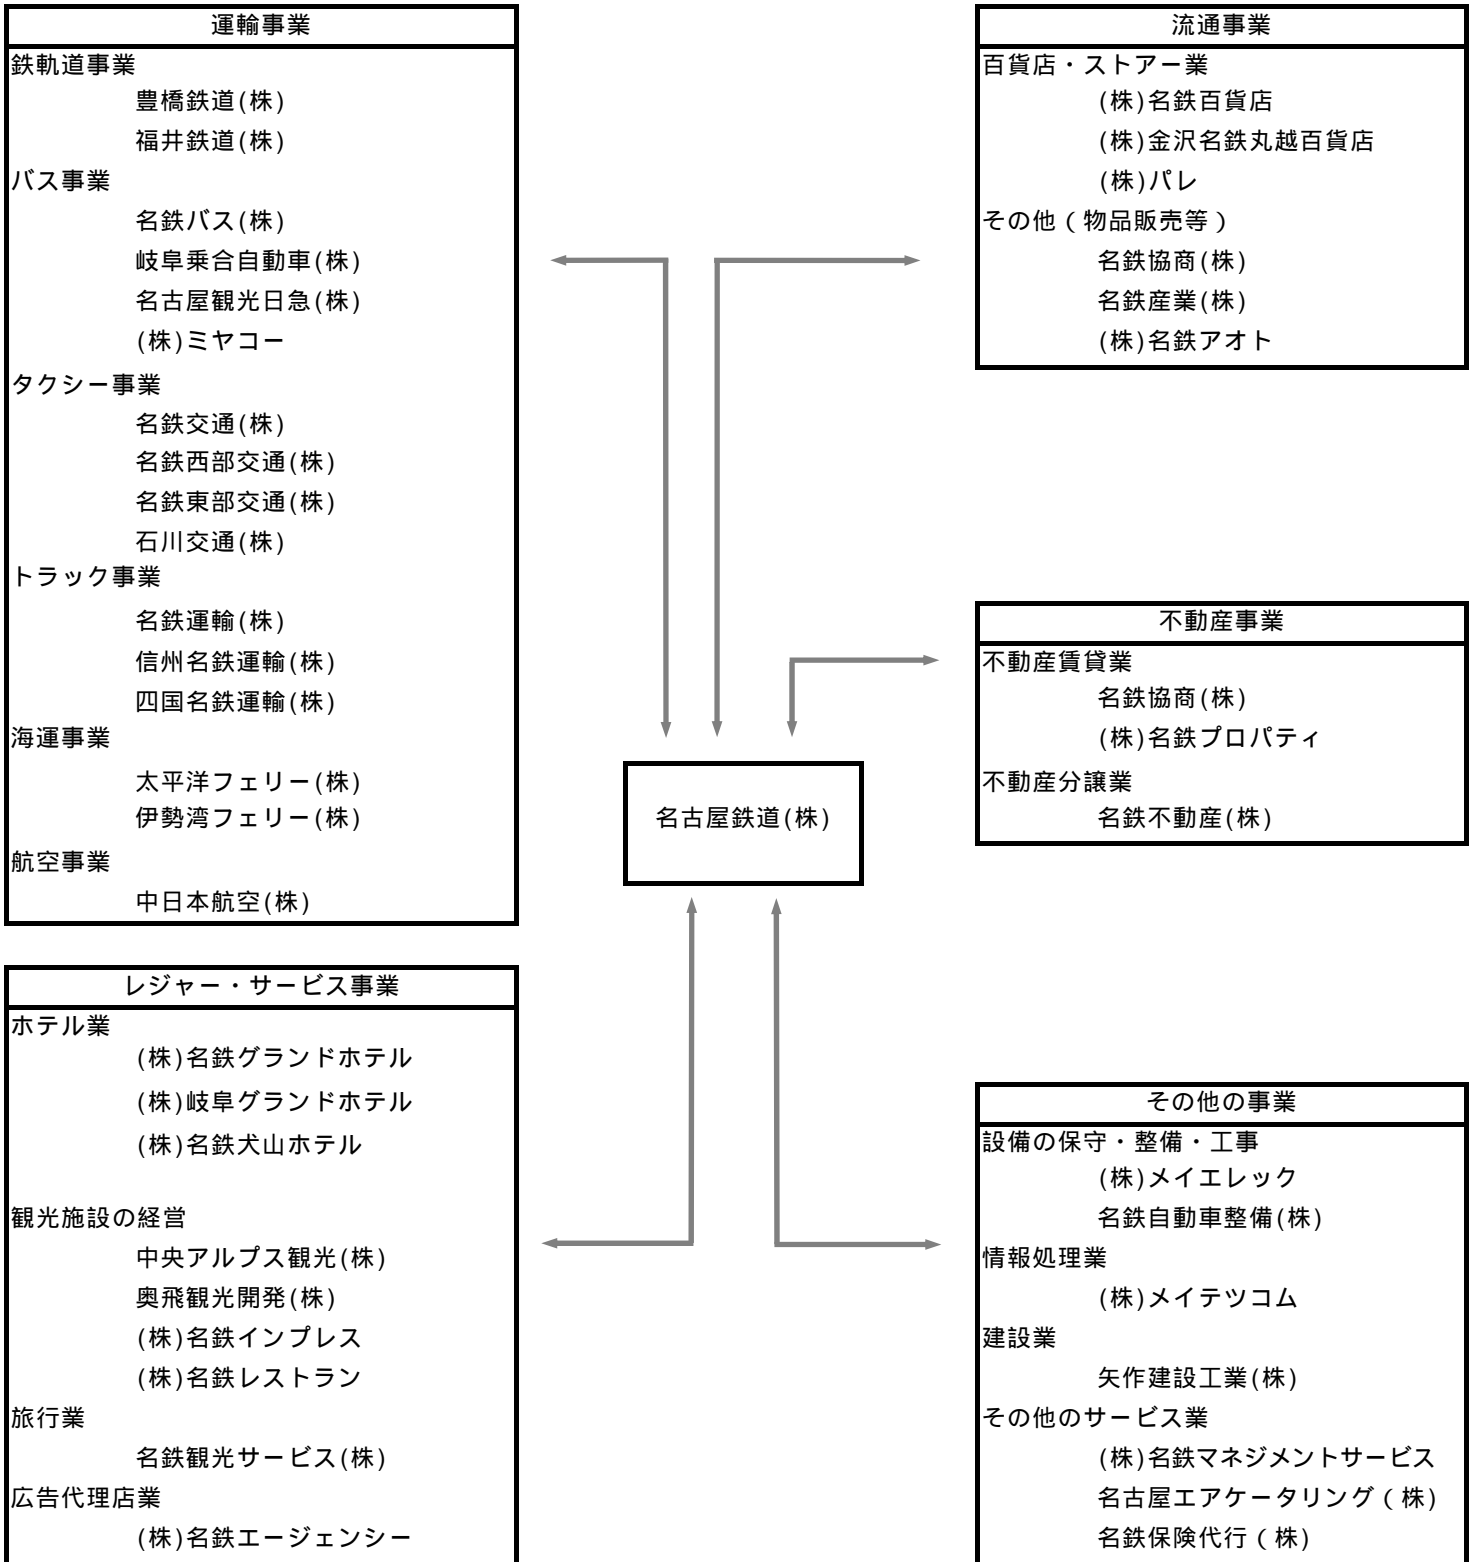 運輸事業
鉄軌道事業
豊橋鉄道(株)
福井鉄道(株)
バス事業
名鉄バス(株)
岐阜乗合自動車(株)
名古屋観光日急(株)
(株)ミヤコー
タクシー事業
名鉄交通(株)
名鉄西部交通(株)
名鉄東部交通(株)
石川交通(株)
トラック事業
名鉄運輸(株)
信州名鉄運輸(株)
四国名鉄運輸(株)
海運事業
太平洋フェリー(株)
伊勢湾フェリー(株)
航空事業
中日本航空(株)
流通事業
百貨店・ストアー業
(株)名鉄百貨店
(株)金沢名鉄丸越百貨店
(株)パレ
その他（物品販売等）
名鉄協商(株)
名鉄産業(株)
(株)名鉄アオト
不動産事業
不動産賃貸業
名鉄協商(株)
(株)名鉄プロパティ
不動産分譲業
名鉄不動産(株)
名古屋鉄道(株)
レジャー・サービス事業
ホテル業
(株)名鉄グランドホテル
(株)岐阜グランドホテル
(株)名鉄犬山ホテル
観光施設の経営
中央アルプス観光(株)
奥飛観光開発(株)
(株)名鉄インプレス
(株)名鉄レストラン
旅行業
名鉄観光サービス(株)
広告代理店業
(株)名鉄エージェンシー
その他の事業
設備の保守・整備・工事
(株)メイエレック
名鉄自動車整備(株)
情報処理業
(株)メイテツコム
建設業
矢作建設工業(株)
その他のサービス業
(株)名鉄マネジメントサービス
名古屋エアケータリング（株)
名鉄保険代行（株)